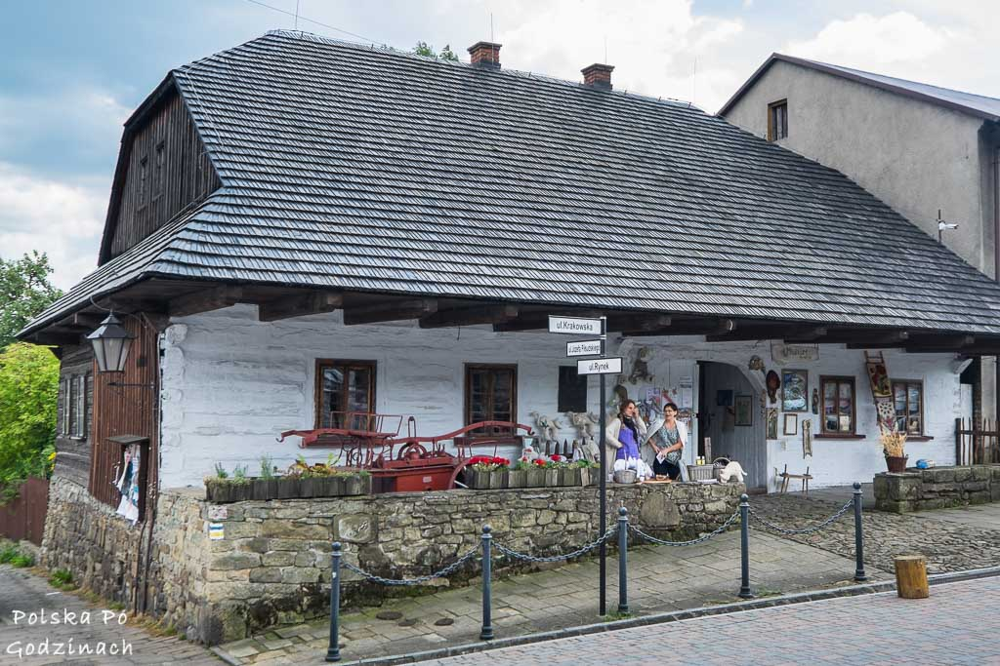 ul.Krakowska
ul.Józefa Piłsudskiego
ul.Rynek
Polska Po
Godzinach